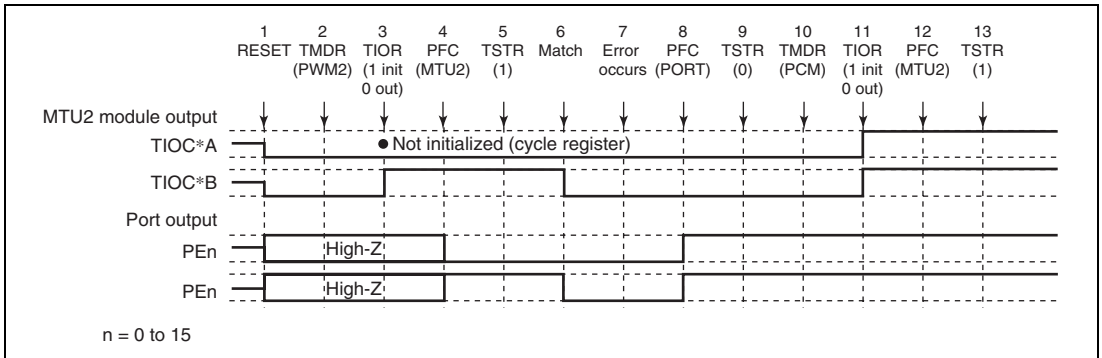 1 2 3 4 5 6 7 8 9 10 11 12 13
RESET TMDR TIOR PFC TSTR Match Error PFC TSTR TMDR TIOR PFC TSTR
(PWM2) (1 init (MTU2) (1) occurs (PORT) (0) (PCM) (1 init (MTU2) (1)
0 out) 0 out)
MTU2 module output
TIOC*A
● Not initialized (cycle register)
TIOC*B
Port output
PEn
High-Z
PEn
High-Z
n = 0 to 15